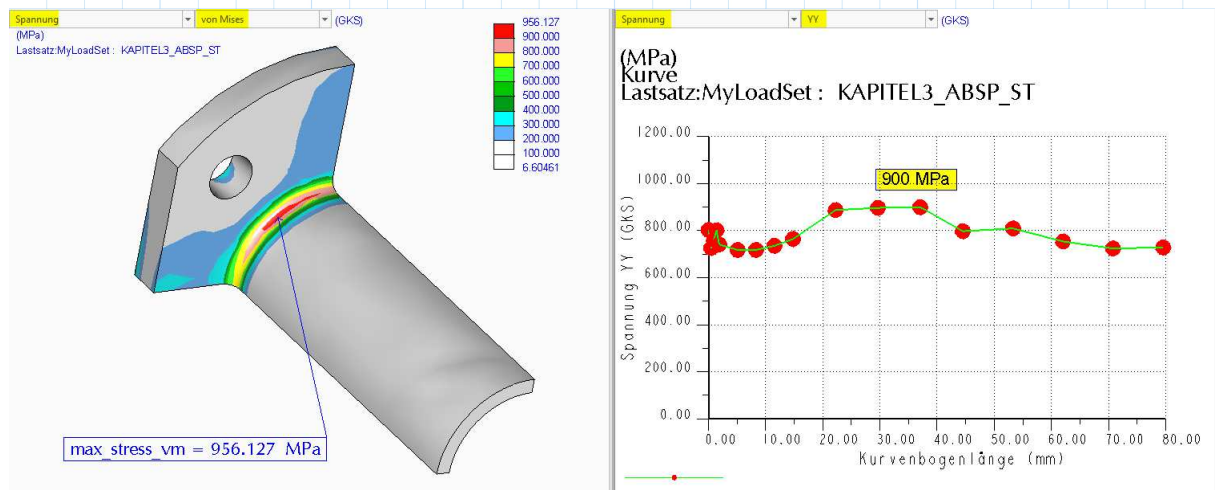 Spannung
von Mises
(GKS)
(MPa)
Lastsatz:MyLoadSet : KAPITEL3_ABSP_ST
956.127
900.000
800.000
700.000
600.000
500.000
400.000
300.000
200.000
100.000
6.60461
max_stress_vm = 956.127 MPa
Spannung
YY
(GKS)
(MPa)
Kurve
Lastsatz:MyLoadSet : KAPITEL3_ABSP_ST
1200.00
1000.00
800.00
600.00
400.00
200.00
0.00
Spannung YY (GKS)
900 MPa
0.00 10.00 20.00 30.00 40.00 50.00 60.00 70.00 80.00
Kurvenbogenlänge (mm)